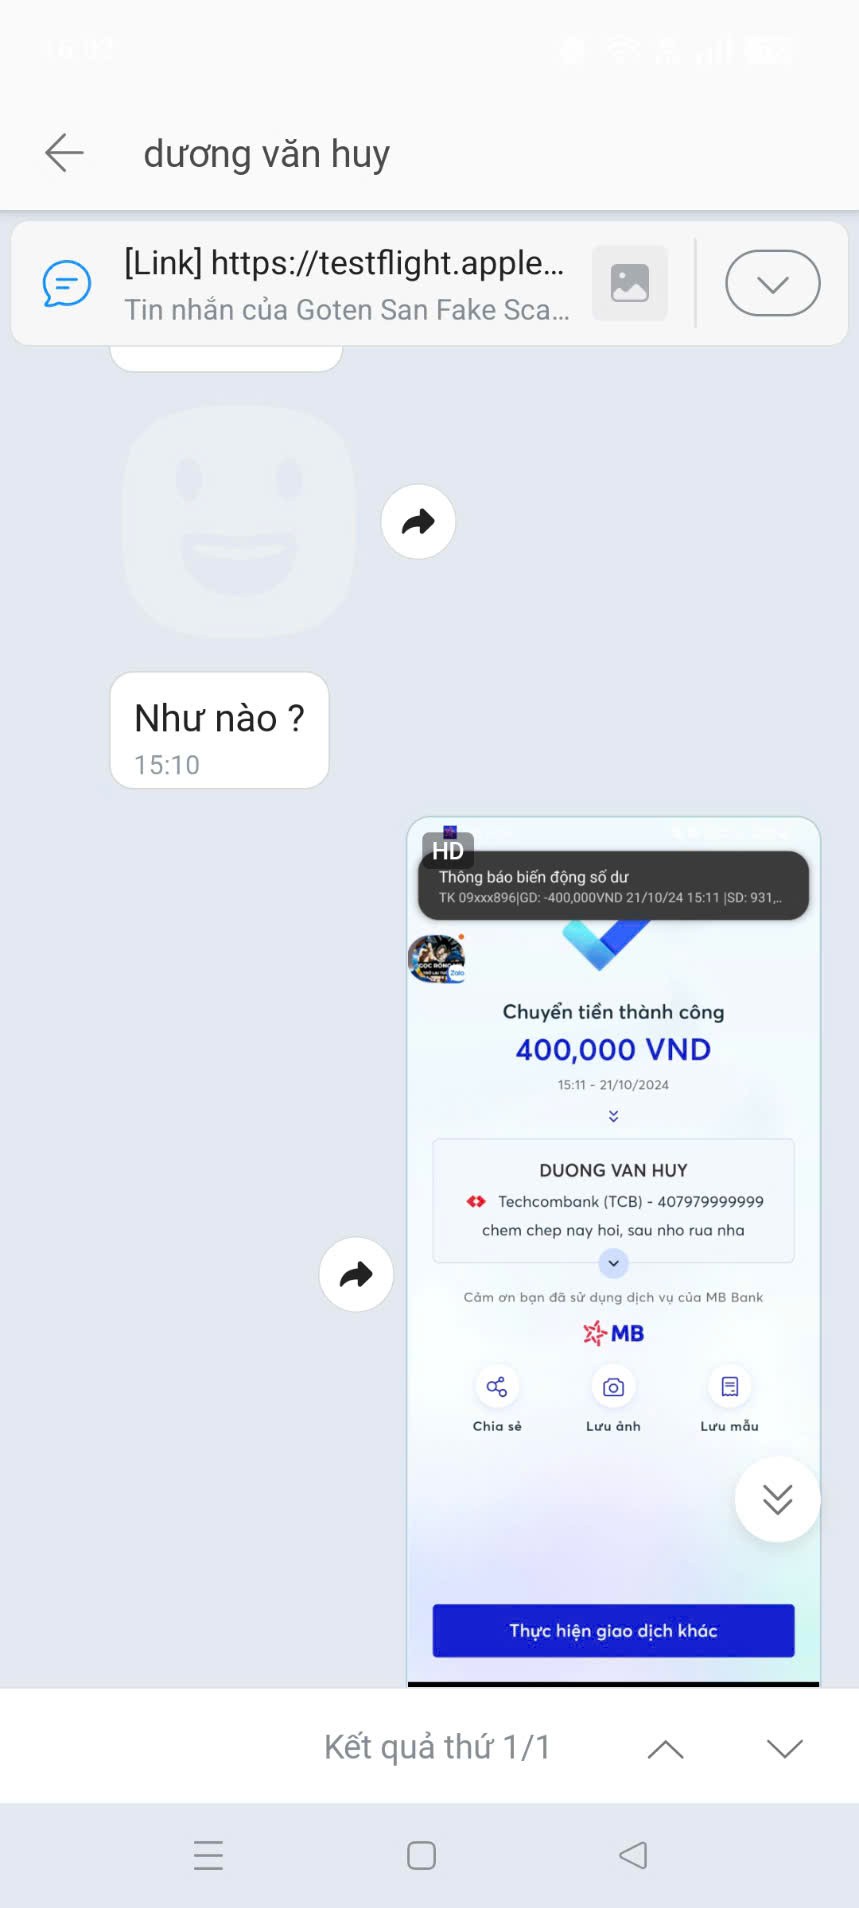 dương văn huy
[Link] https://testflight.apple...
Tin nhắn của Goten San Fake Sca...
Như nào ?
15:10
HD
Thông báo biến động số dư
TK 09xxx896|GD: -400,000VND 21/10/24 15:11 |SD: 931,..
Zalo
Chuyển tiền thành công
400,000 VND
15:11 - 21/10/2024
DUONG VAN HUY
Techcombank (TCB) - 407979999999
chem chep nay hoi, sau nho rua nha
Cảm ơn bạn đã sử dụng dịch vụ của MB Bank
MB
Chia sẻ
Lưu ảnh
Lưu mẫu
Thực hiện giao dịch khác
Kết quả thứ 1/1